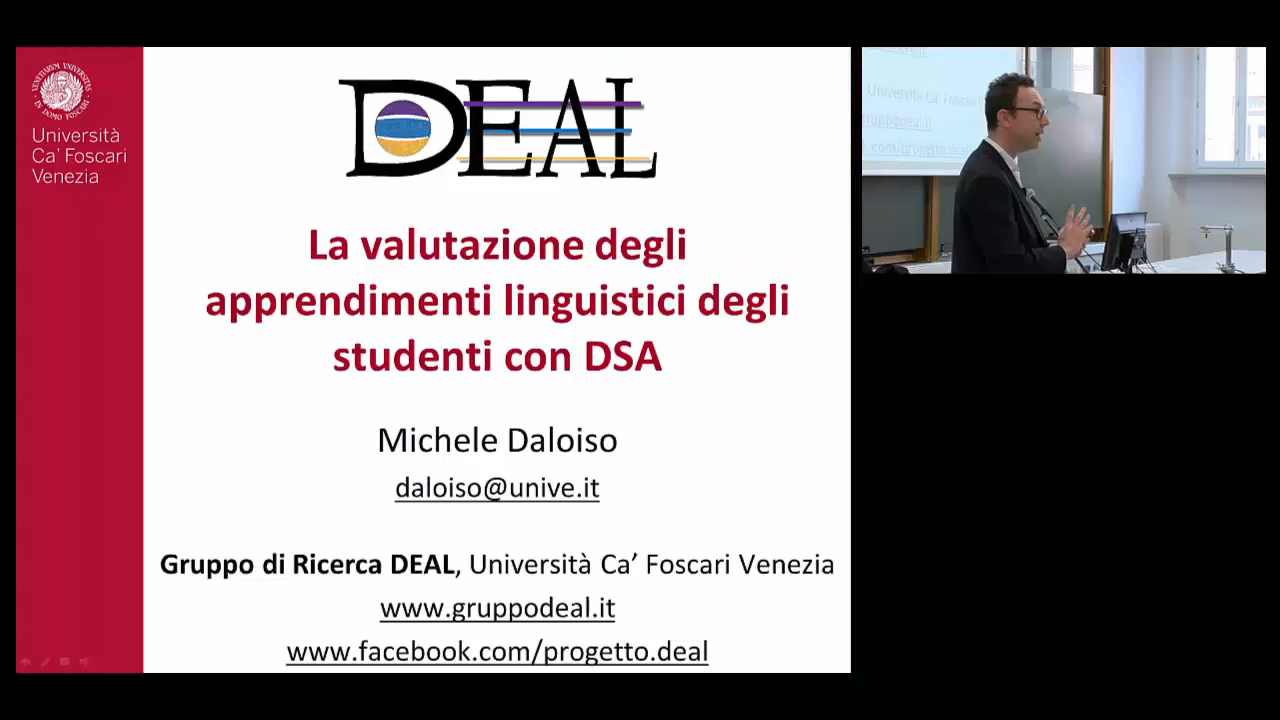 Università
Ca' Foscari
Venezia
DEAL
La valutazione degli
apprendimenti linguistici degli
studenti con DSA
Michele Daloiso
daloiso@unive.it
Gruppo di Ricerca DEAL, Università Ca’ Foscari Venezia
www.gruppodeal.it
www.facebook.com/progetto.deal